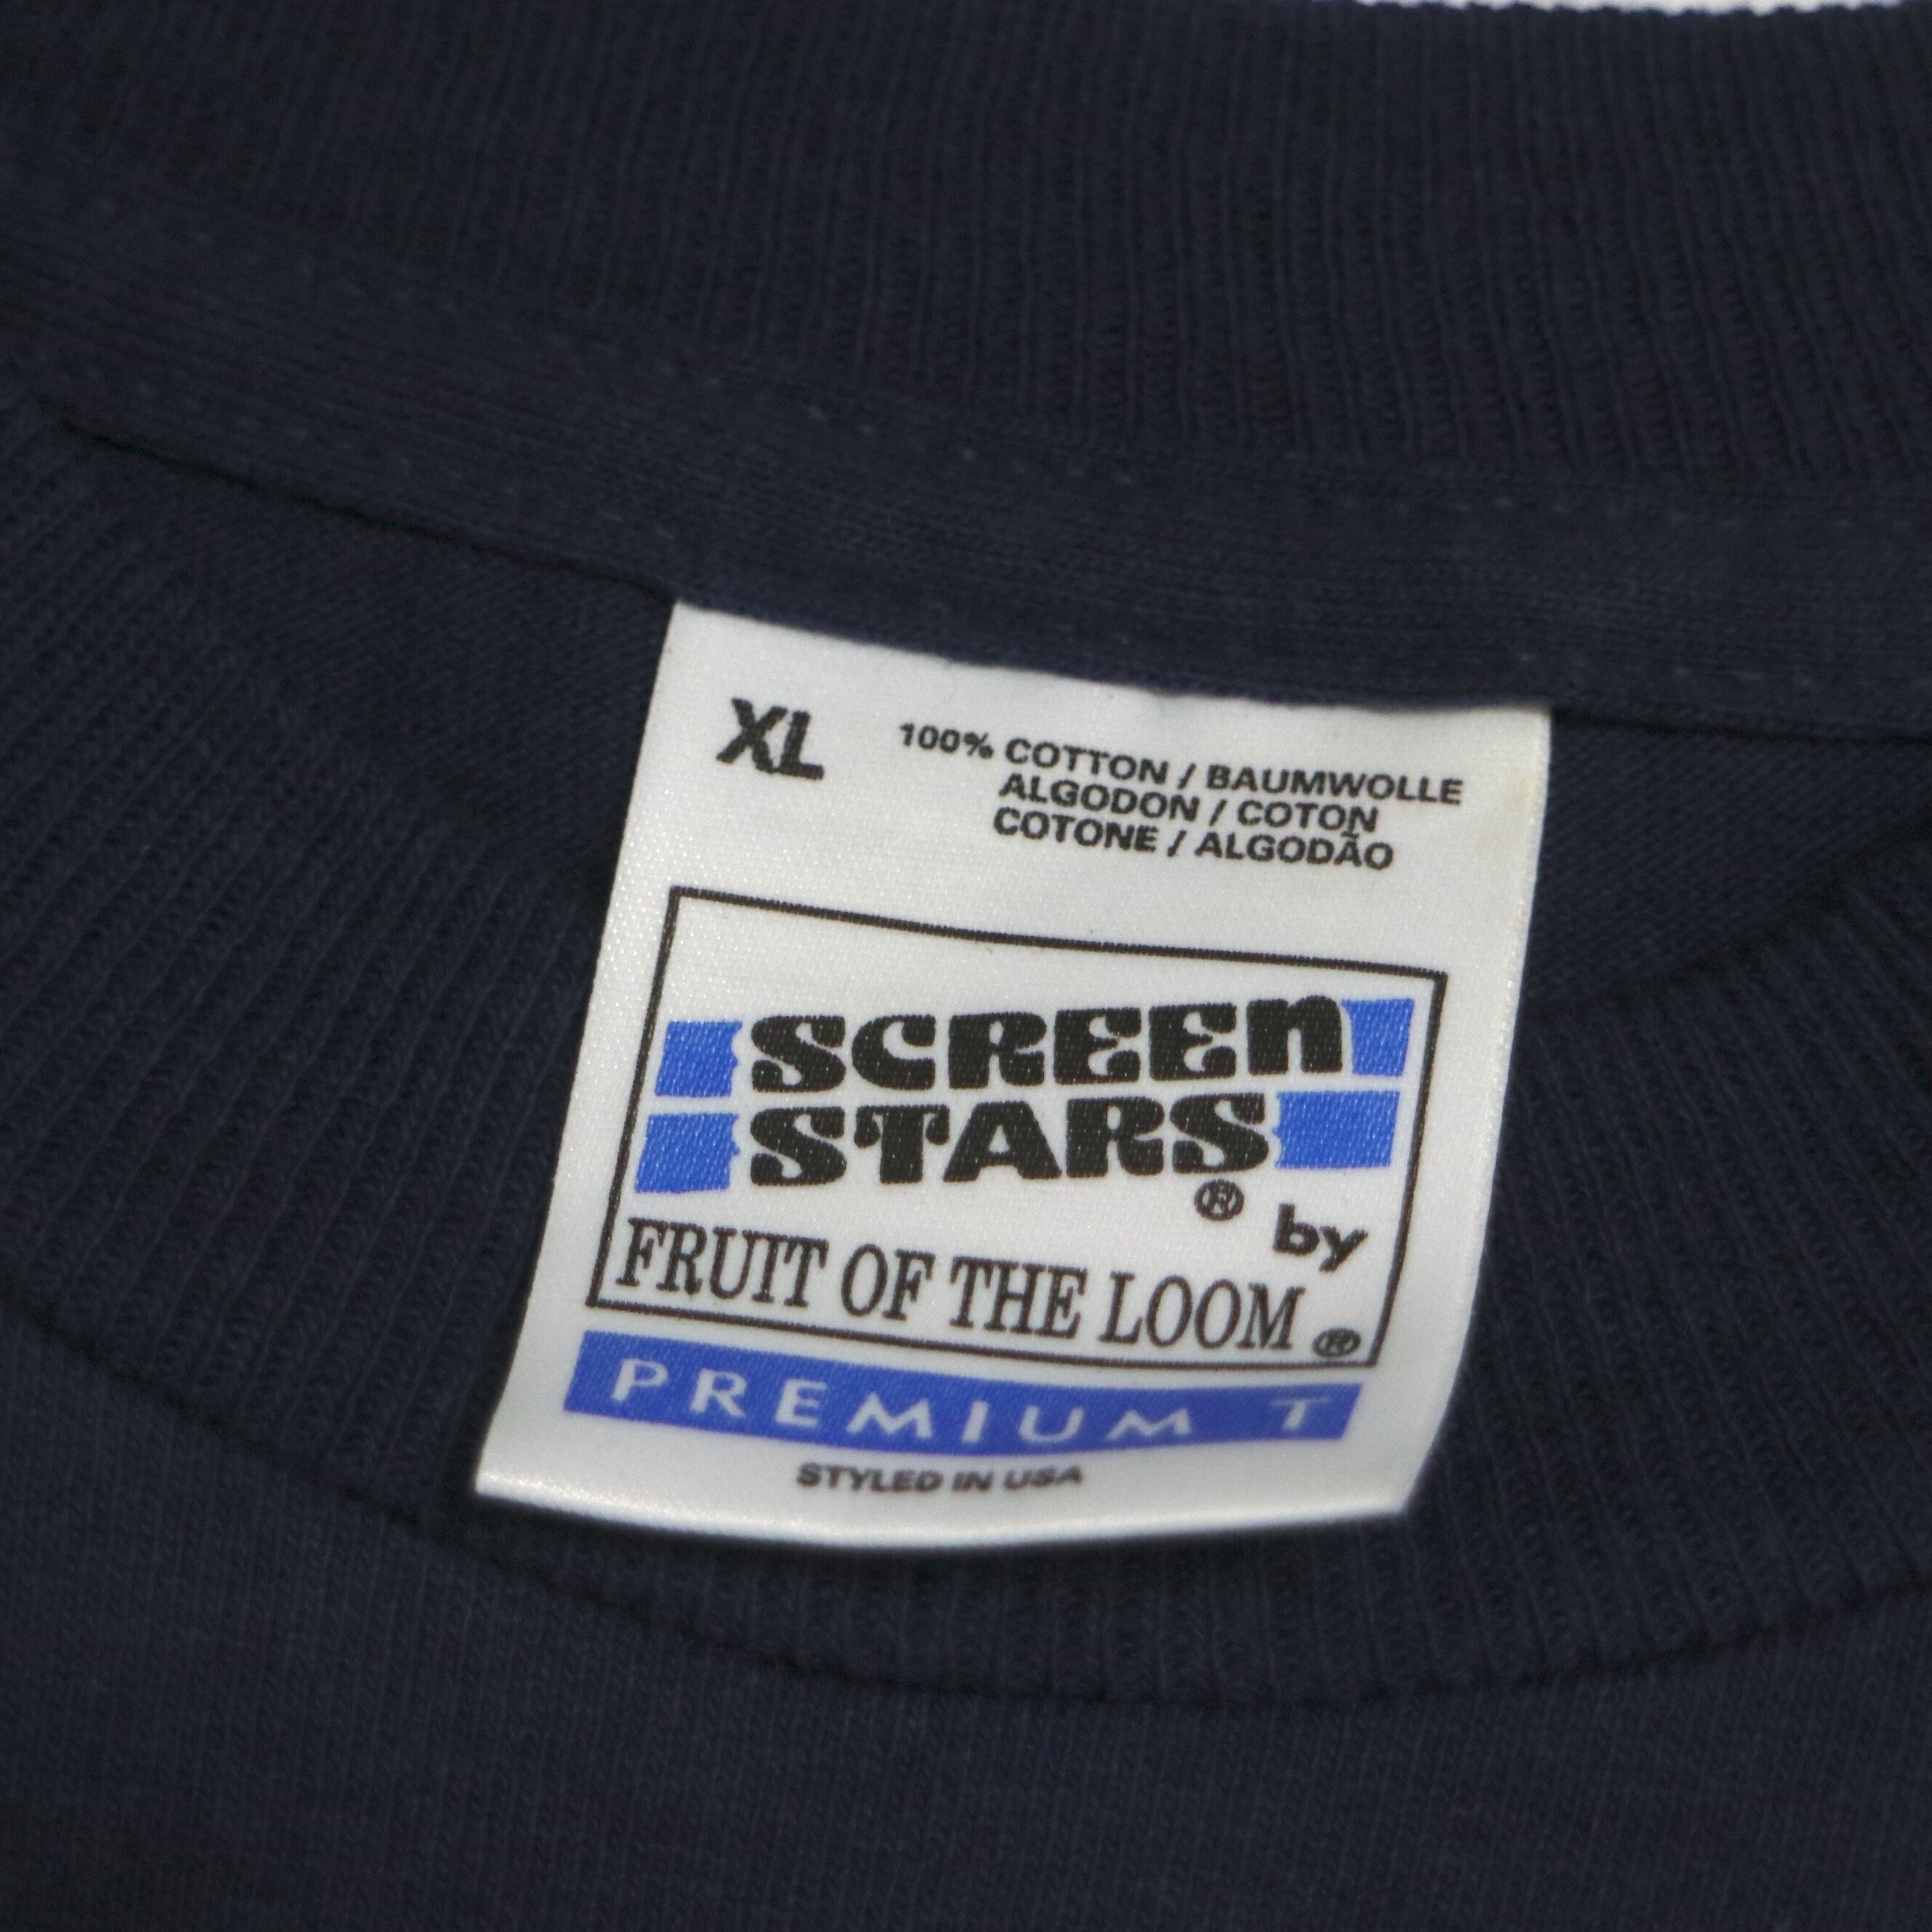 XL
100% COTTON / BAUMWOLLE
ALGODON / COTON
COTONE / ALGODÃO
SCREEn
STARS®
by
FRUIT OF THE LOOM®
PREMIUM T
STYLED IN USA